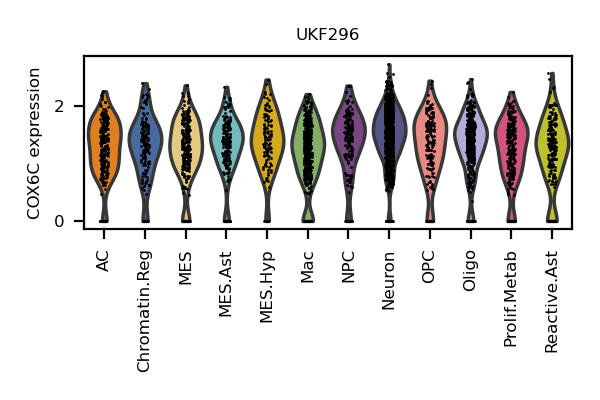 UKF296
COX6C expression
2
0
AC
Chromatin.Reg
MES
MES.Ast
MES.Hyp
Mac
NPC
Neuron
OPC
Oligo
Prolif.Metab
Reactive.Ast